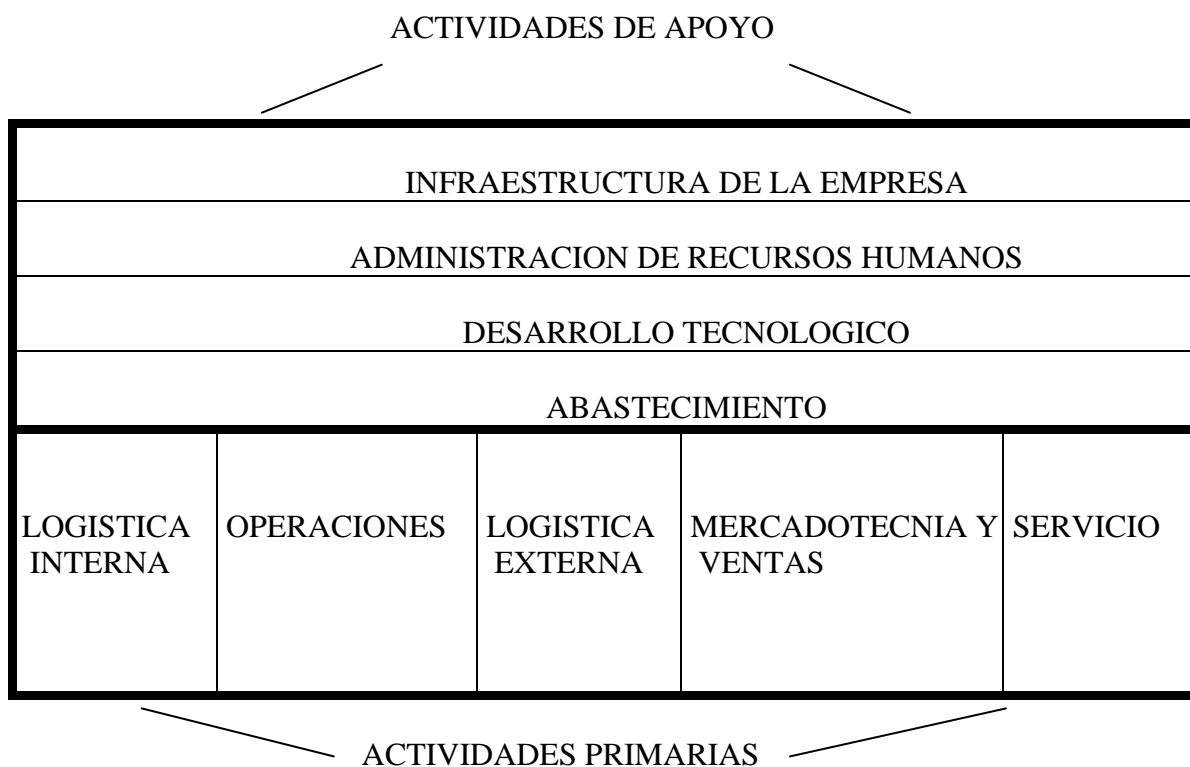 ACTIVIDADES DE APOYO
INFRAESTRUCTURA DE LA EMPRESA
ADMINISTRACION DE RECURSOS HUMANOS
DESARROLLO TECNOLOGICO
ABASTECIMIENTO
LOGISTICA
INTERNA
OPERACIONES
LOGISTICA
EXTERNA
MERCADOTECNIA Y
VENTAS
SERVICIO
ACTIVIDADES PRIMARIAS